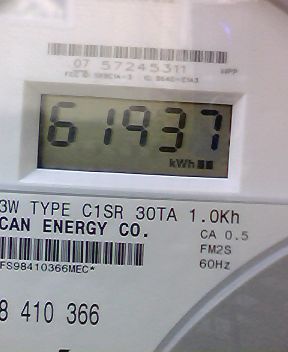 07 57245311
61937
kWh
3W TYPE C1SR 30TA 1.0Kh
CAN ENERGY CO.
CA 0.5
FM2S
FS98410366MEC*
60Hz
8 410 366